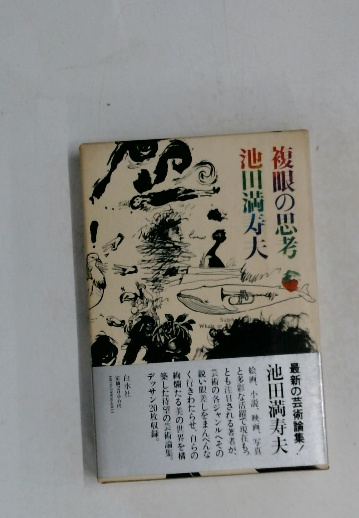 複眼の思考
池田満寿夫
最新の芸術論集!
池田満寿夫
絵画、小説、映画、写真
と多彩な活躍で現在もっ
とも注目される著者が、
芸術の各ジャンルへその
鋭い眼差しをまんべんな
く行きわたらせ、自らの
絢爛たる美の世界を構
築した待望の芸術論集。
デッサン20枚収録。
白水社